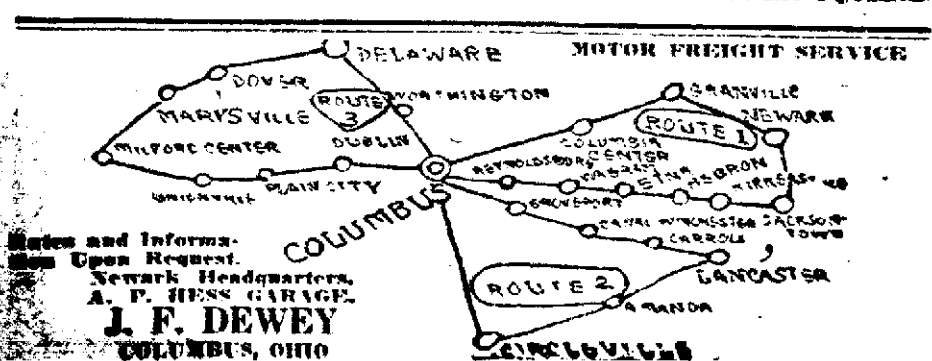 MOTOR FREIGHT SERVICE
DELAWARE
DOVER
MARYSVILLE
MILFORD CENTER
ROUTE
3
WORTHINGTON
DUBLIN
PLAIN CITY
COLUMBUS
GRANVILLE
NEWARK
ROUTE 1
COLUMBIA
CENTER
REYNOLDSBURG
ETNA
HEBRON
JACKSON-
TOWN
GROVEPORT
CANAL WINCHESTER
CARROLL
LANCASTER
ROUTE 2
AMANDA
CIRCLEVILLE
Rates and Informa-
tion Upon Request.
Newark Headquarters,
A. P. HESS GARAGE.
J. F. DEWEY
COLUMBUS, OHIO